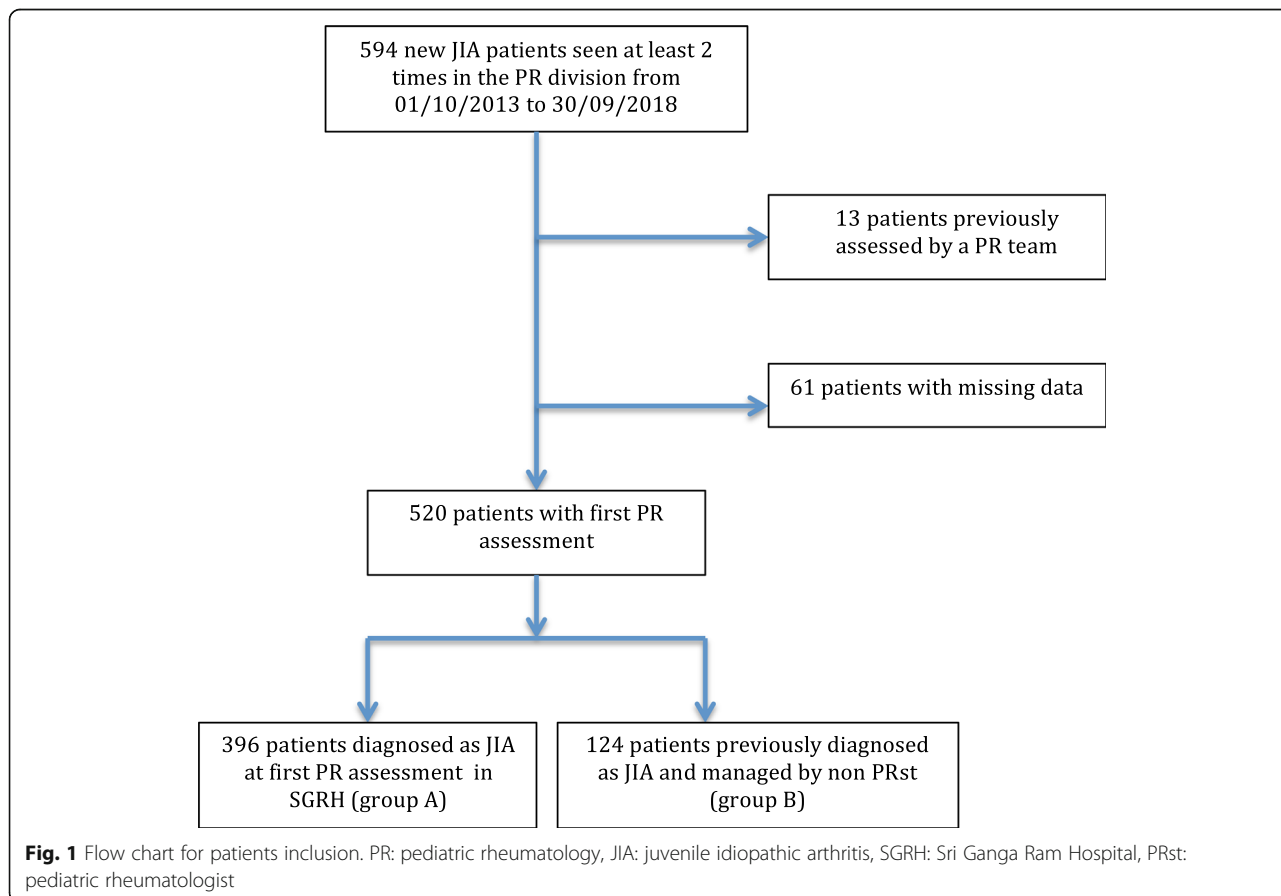 594 new JIA patients seen at least 2
times in the PR division from
01/10/2013 to 30/09/2018
13 patients previously
assessed by a PR team
61 patients with missing data
520 patients with first PR
assessment
396 patients diagnosed as JIA
at first PR assessment in
SGRH (group A)
124 patients previously diagnosed
as JIA and managed by non PRst
(group B)
Fig. 1 Flow chart for patients inclusion. PR: pediatric rheumatology, JIA: juvenile idiopathic arthritis, SGRH: Sri Ganga Ram Hospital, PRst:
pediatric rheumatologist